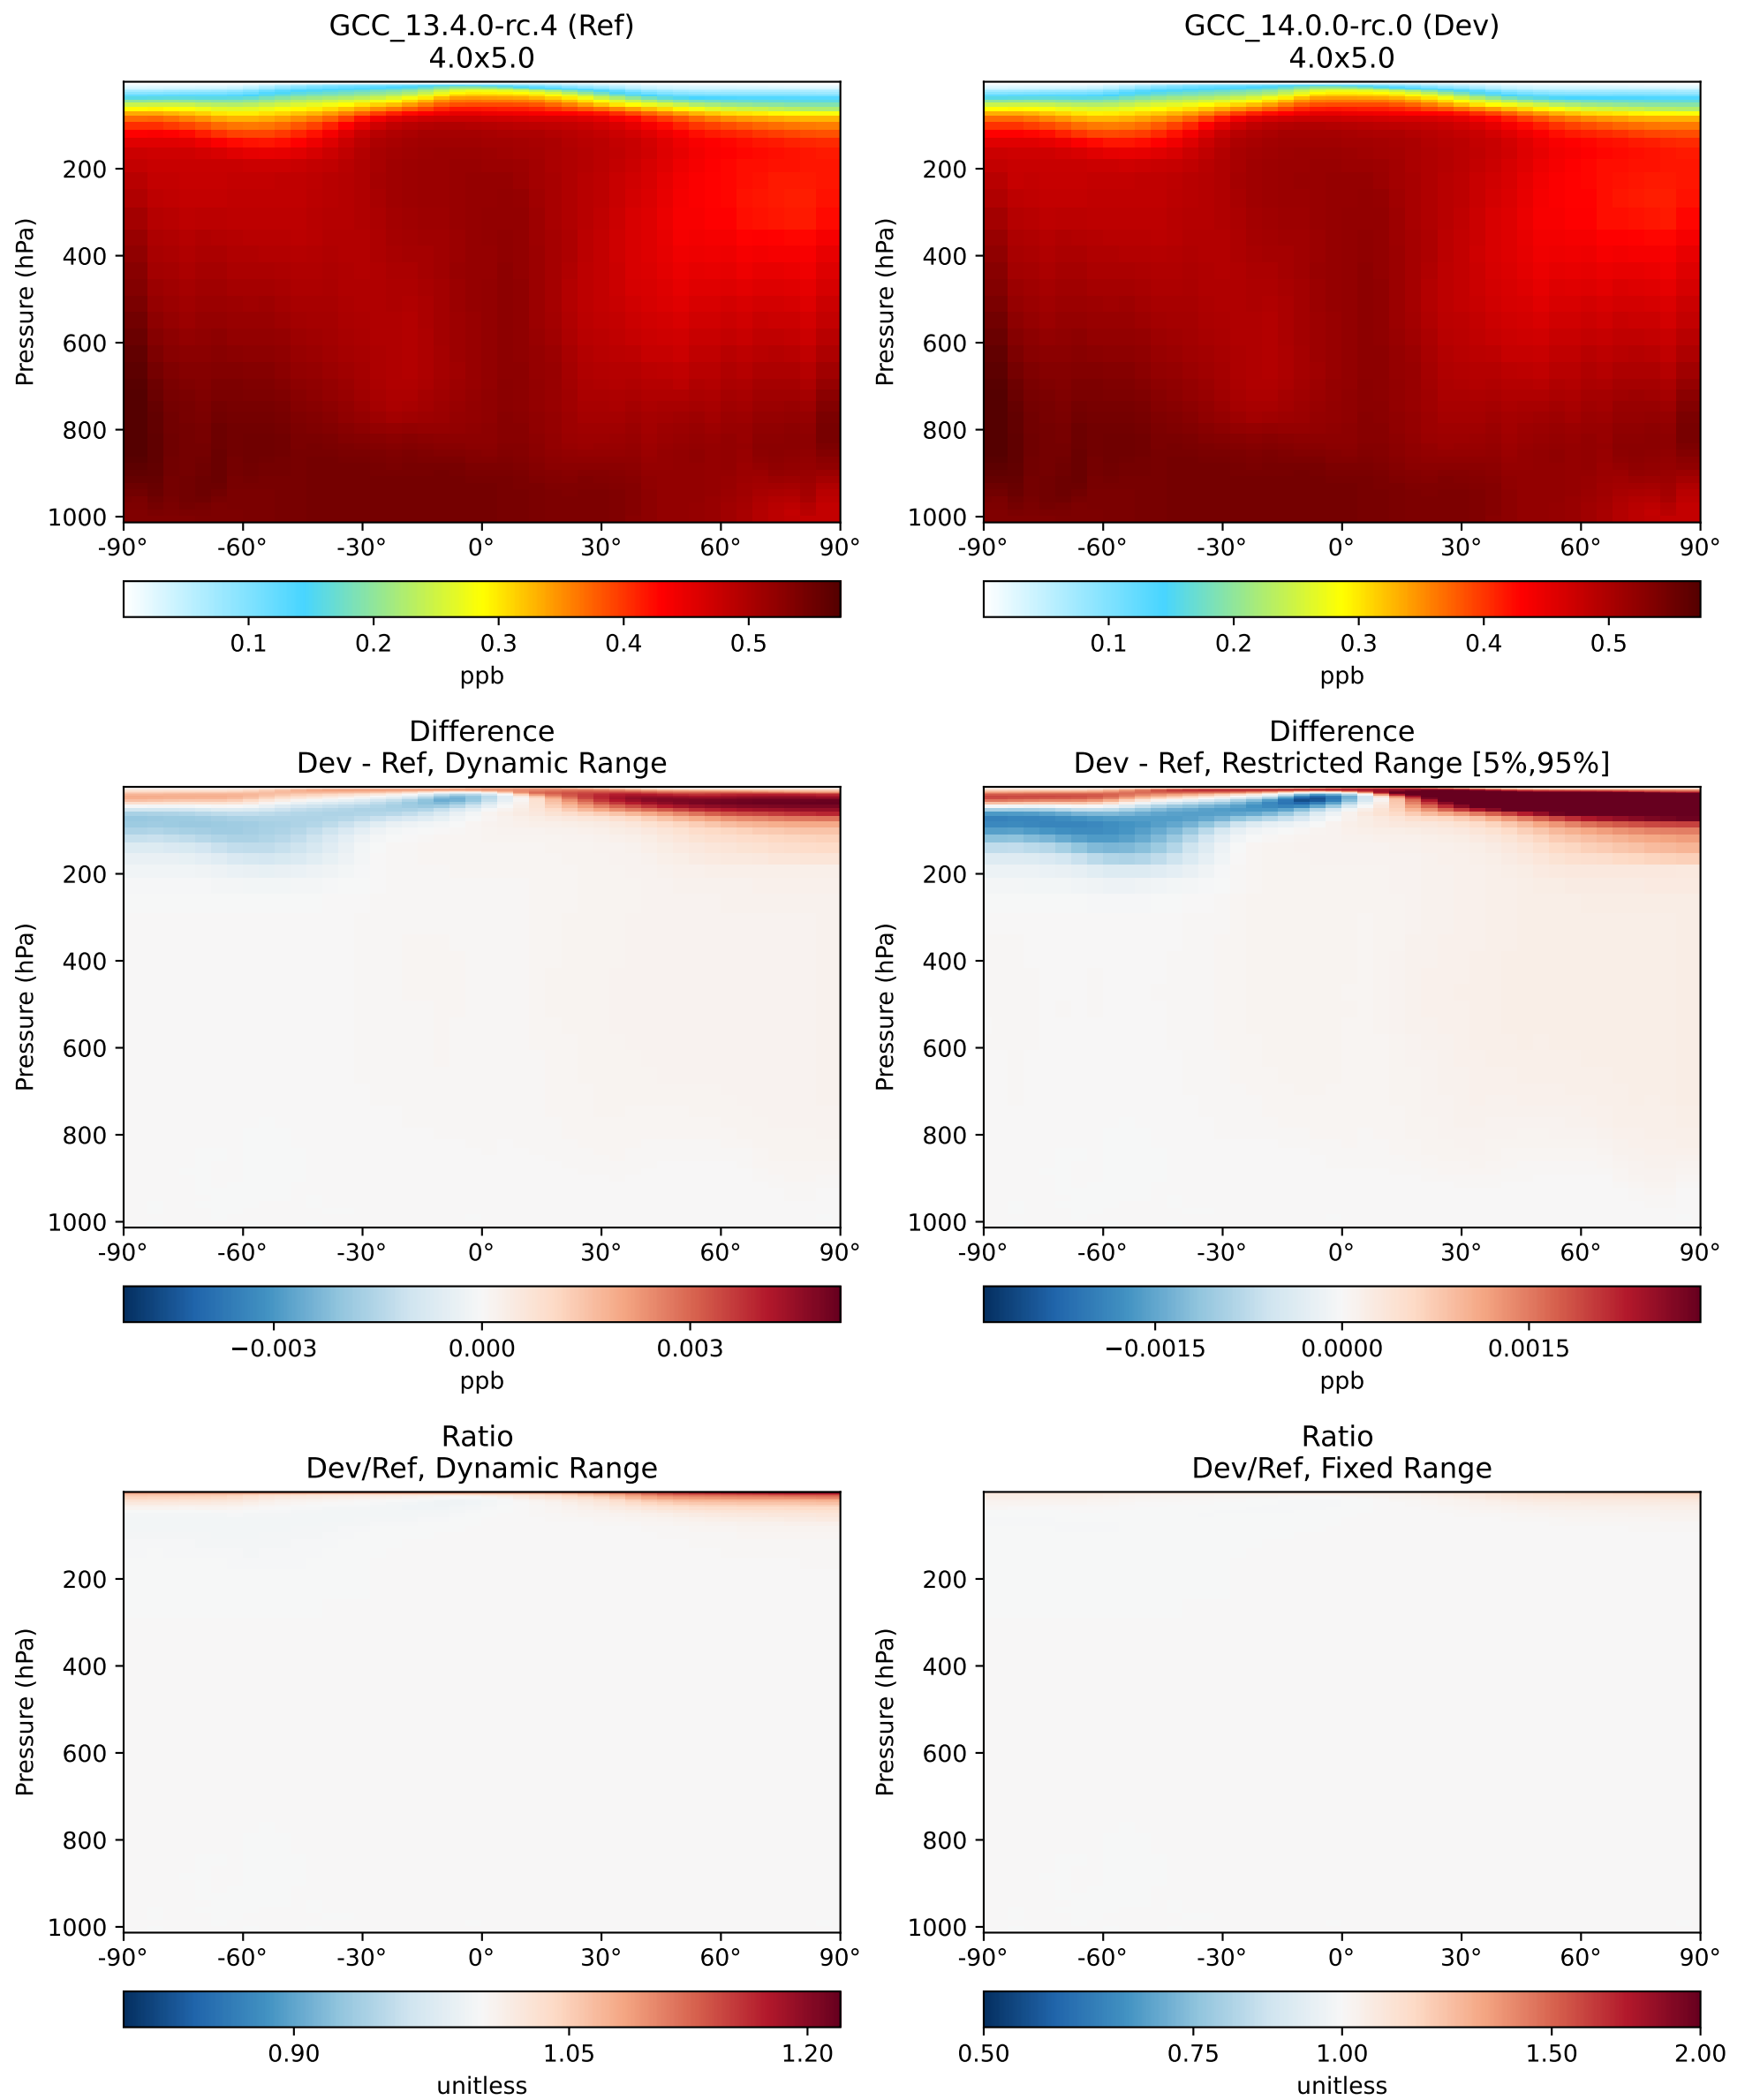 GCC_13.4.0-rc.4 (Ref)
4.0x5.0
Pressure (hPa)
200
400
600
800
1000
-90° -60° -30° 0° 30° 60° 90°
0.1 0.2 0.3 0.4 0.5
ppb
GCC_14.0.0-rc.0 (Dev)
4.0x5.0
Pressure (hPa)
200
400
600
800
1000
-90° -60° -30° 0° 30° 60° 90°
0.1 0.2 0.3 0.4 0.5
ppb
Difference
Dev - Ref, Dynamic Range
Pressure (hPa)
200
400
600
800
1000
-90° -60° -30° 0° 30° 60° 90°
−0.003 0.000 0.003
ppb
Difference
Dev - Ref, Restricted Range [5%,95%]
Pressure (hPa)
200
400
600
800
1000
-90° -60° -30° 0° 30° 60° 90°
−0.0015 0.0000 0.0015
ppb
Ratio
Dev/Ref, Dynamic Range
Pressure (hPa)
200
400
600
800
1000
-90° -60° -30° 0° 30° 60° 90°
0.90 1.05 1.20
unitless
Ratio
Dev/Ref, Fixed Range
Pressure (hPa)
200
400
600
800
1000
-90° -60° -30° 0° 30° 60° 90°
0.50 0.75 1.00 1.50 2.00
unitless